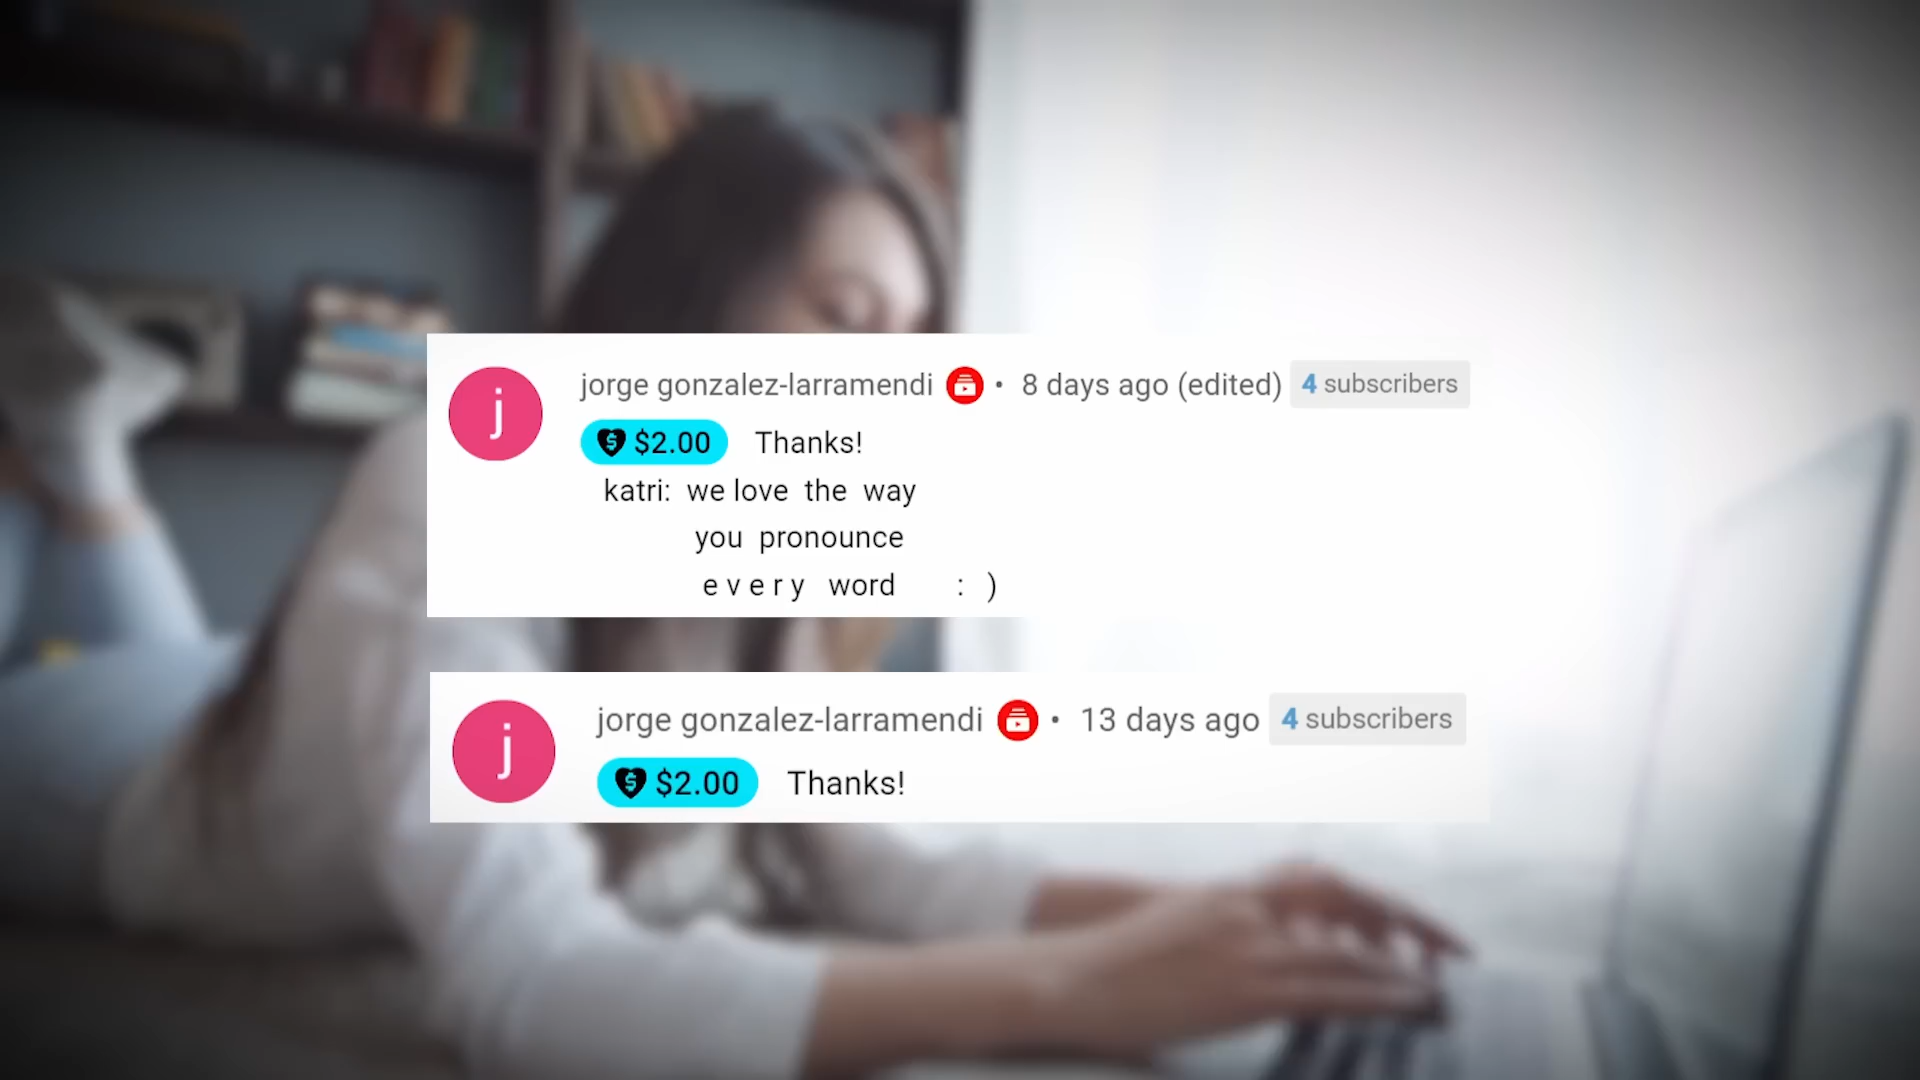 j
jorge gonzalez-larramendi • 8 days ago (edited) 4 subscribers
$2.00 Thanks!
katri: we love the way
you pronounce
e v e r y word : )
j
jorge gonzalez-larramendi • 13 days ago 4 subscribers
$2.00 Thanks!